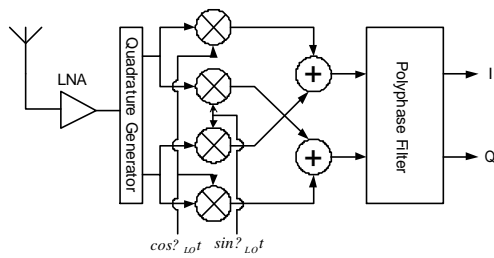 LNA
Quadrature Generator
+
+
Polyphase Filter
I
Q
cos?LOt
sin?LOt